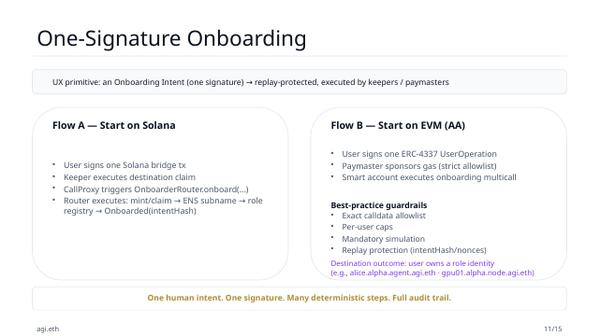 One-Signature Onboarding
UX primitive: an Onboarding Intent (one signature) → replay-protected, executed by keepers / paymasters
Flow A — Start on Solana
• User signs one Solana bridge tx
• Keeper executes destination claim
• CallProxy triggers OnboarderRouter.onboard(…)
• Router executes: mint/claim → ENS subname → role
registry → Onboarded(intentHash)
Flow B — Start on EVM (AA)
• User signs one ERC-4337 UserOperation
• Paymaster sponsors gas (strict allowlist)
• Smart account executes onboarding multicall
Best-practice guardrails
• Exact calldata allowlist
• Per-user caps
• Mandatory simulation
• Replay protection (intentHash/nonces)
Destination outcome: user owns a role identity
(e.g., alice.alpha.agent.agi.eth · gpu01.alpha.node.agi.eth)
One human intent. One signature. Many deterministic steps. Full audit trail.
agi.eth
11/15